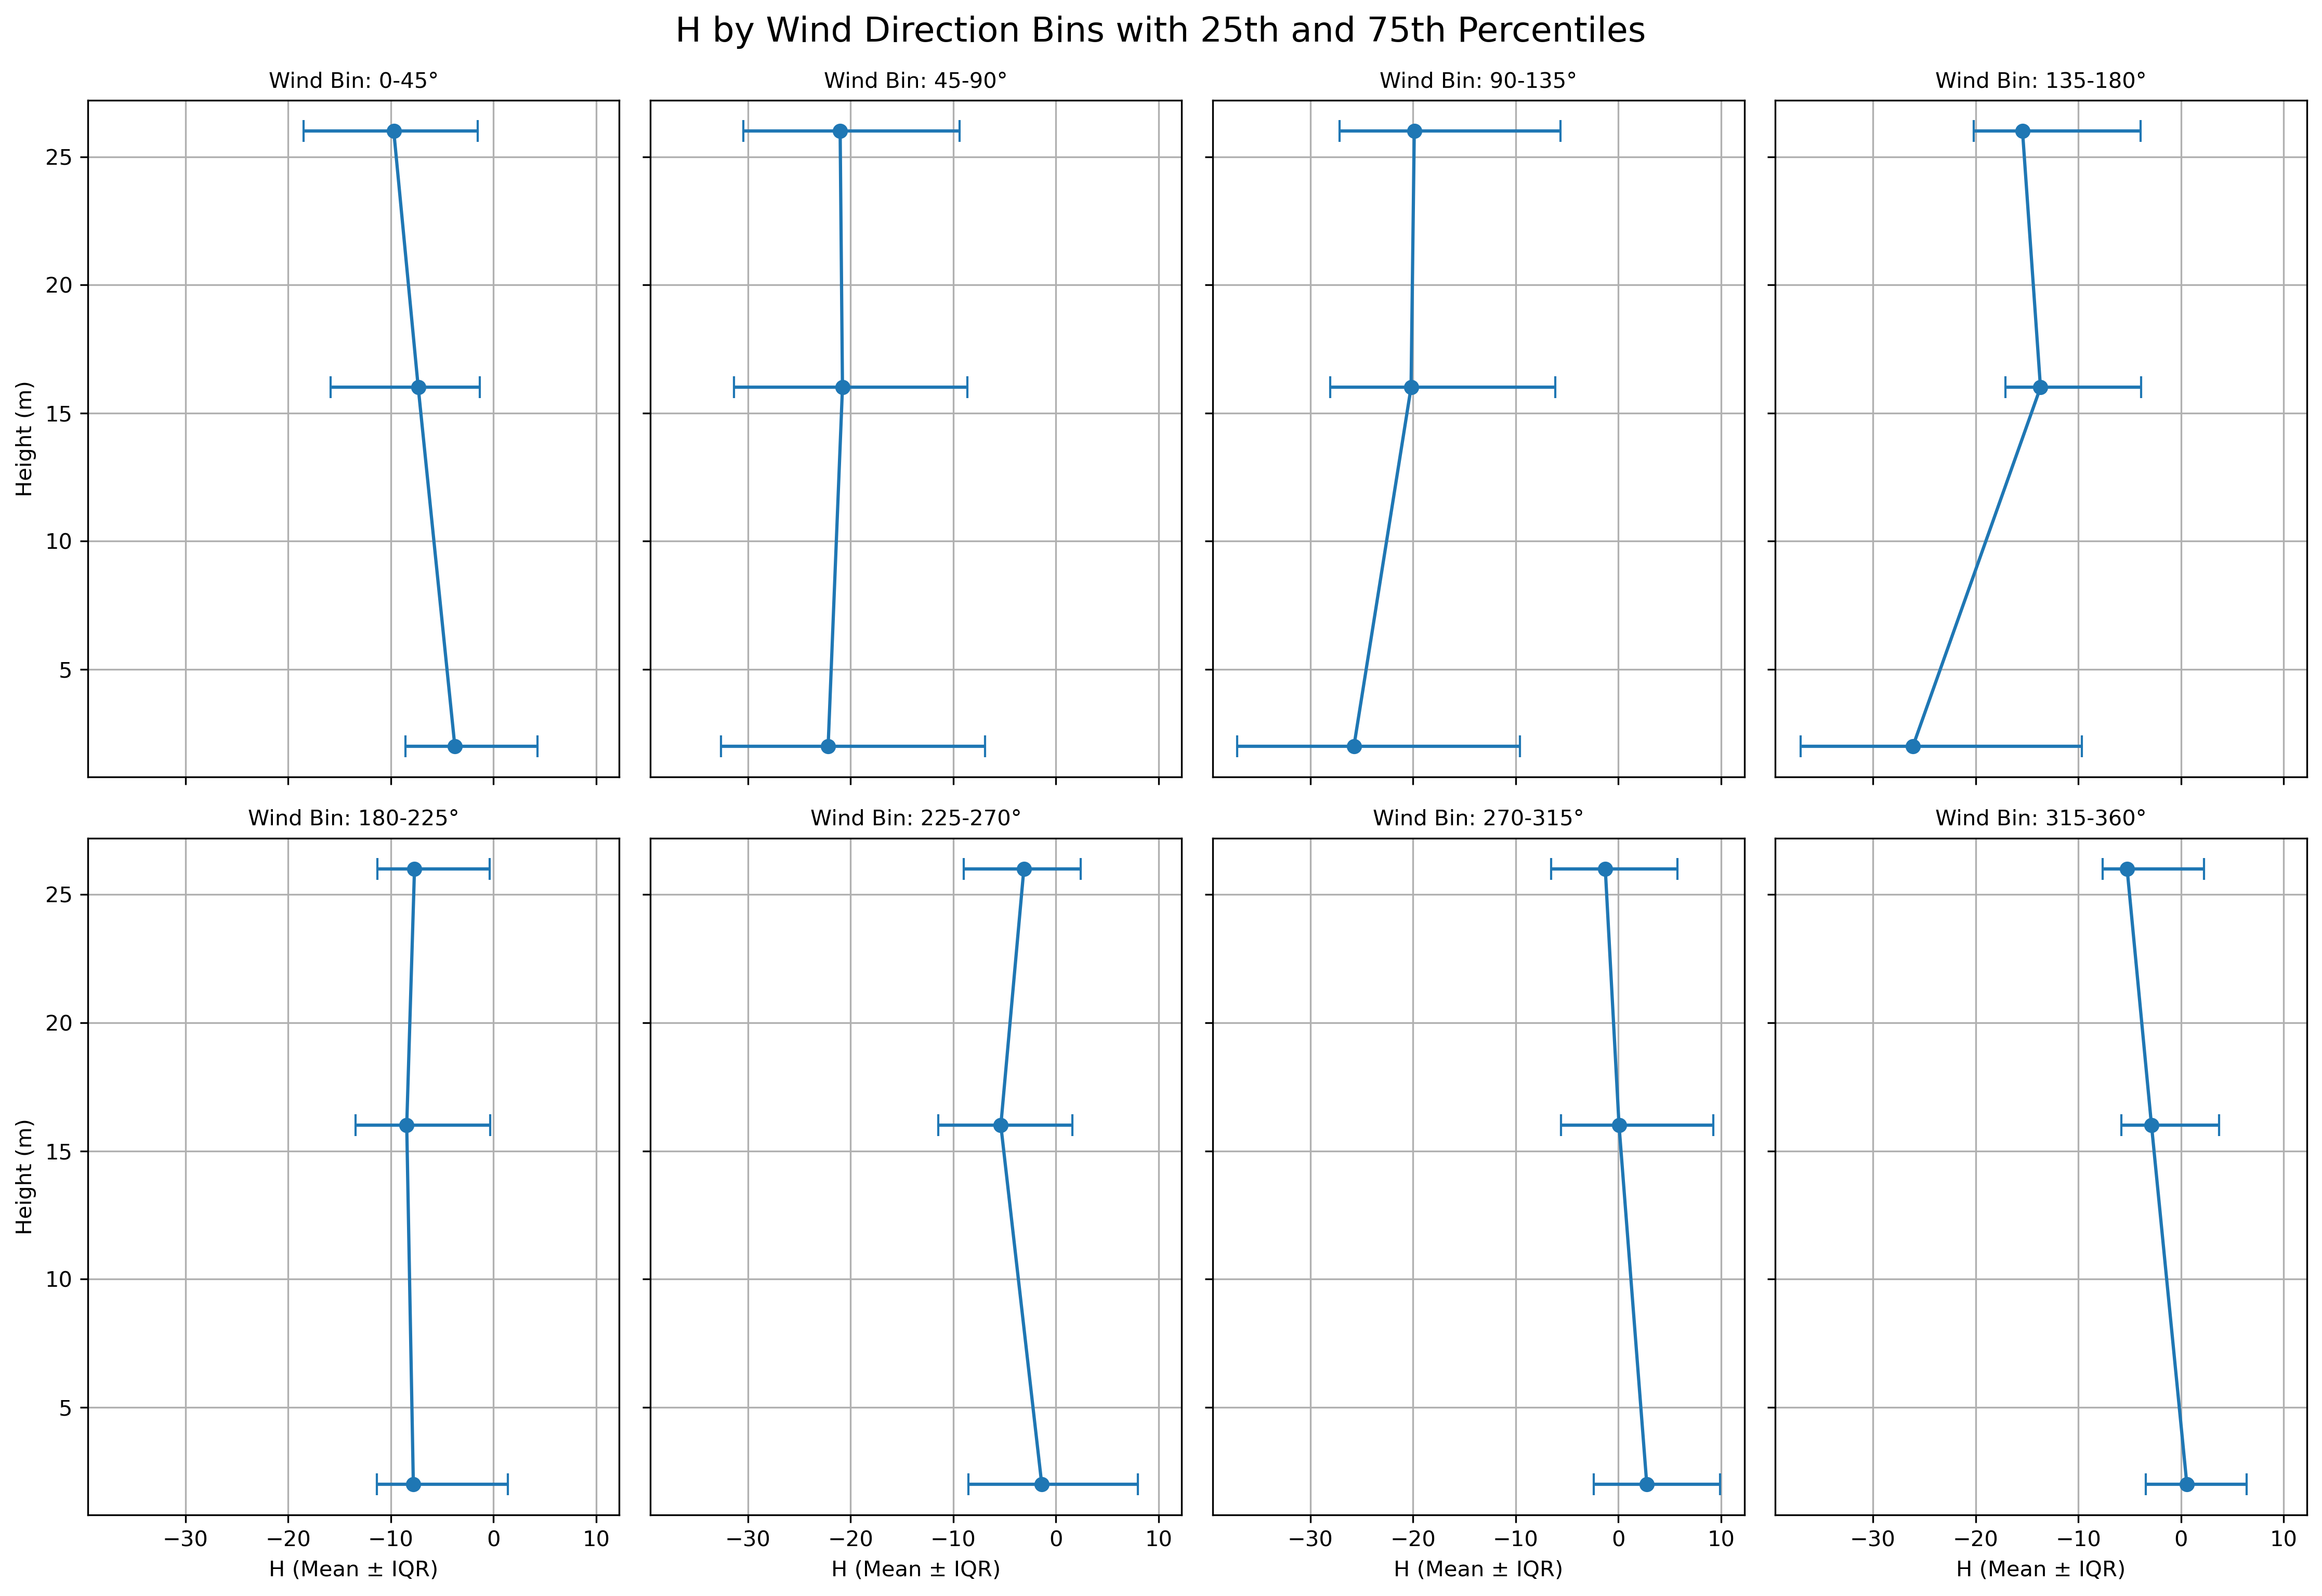 H by Wind Direction Bins with 25th and 75th Percentiles
Wind Bin: 0-45°
Wind Bin: 45-90°
Wind Bin: 90-135°
Wind Bin: 135-180°
Height (m)
25
20
15
10
5
Wind Bin: 180-225°
Wind Bin: 225-270°
Wind Bin: 270-315°
Wind Bin: 315-360°
Height (m)
25
20
15
10
5
−30 −20 −10 0 10
−30 −20 −10 0 10
−30 −20 −10 0 10
−30 −20 −10 0 10
H (Mean ± IQR)
H (Mean ± IQR)
H (Mean ± IQR)
H (Mean ± IQR)